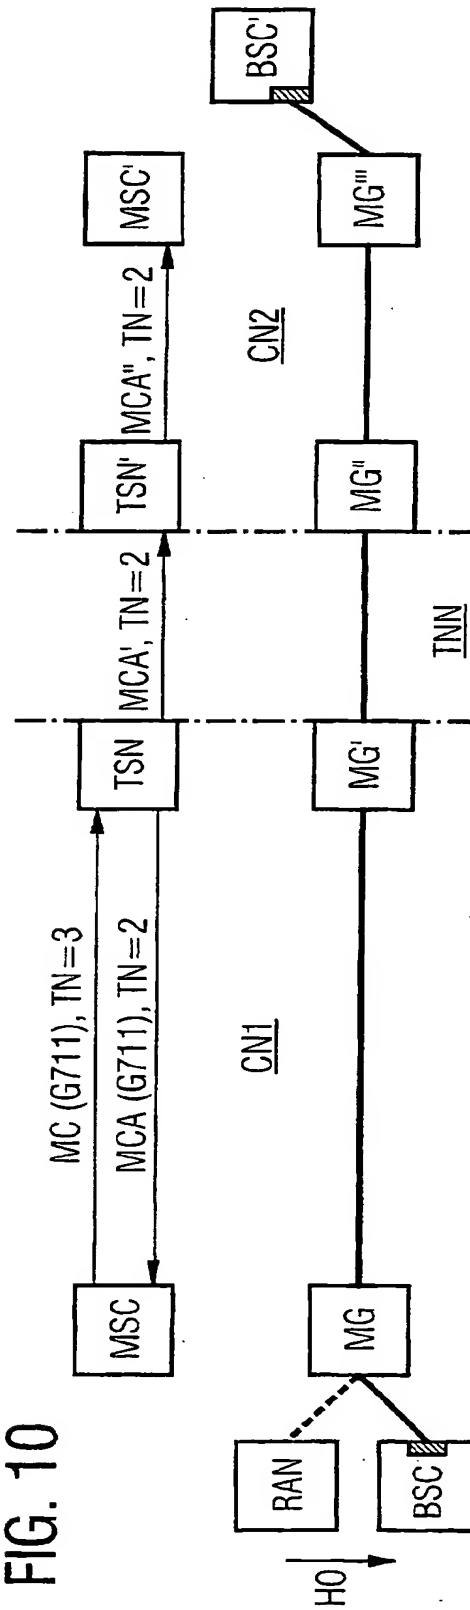 FIG. 10
MSC
MC (G711), TN=3
MCA (G711), TN=2
TSN
MCA', TN=2
TSN'
MCA", TN=2
MSC'
CN1
CN2
BSC'
RAN
HO
BSC
MG
MG'
TNN
MG"
MG'''